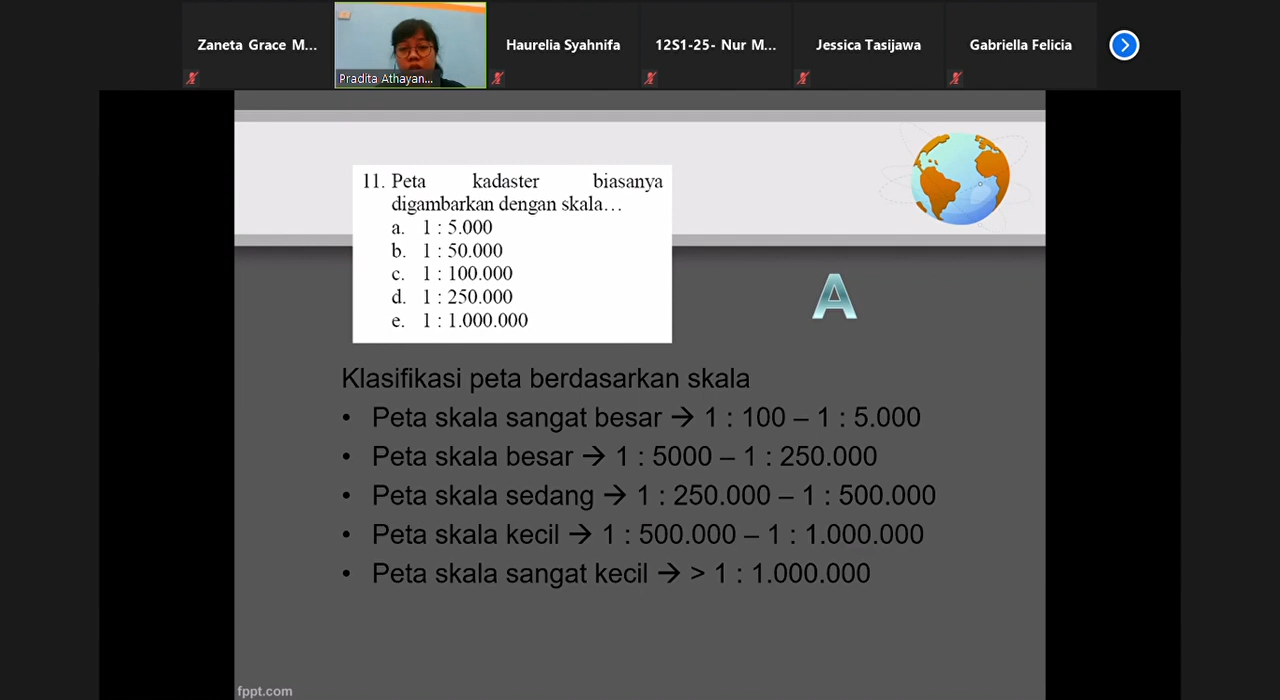 Zaneta Grace M...
Pradita Athayan...
Haurelia Syahnifa
12S1-25- Nur M...
Jessica Tasijawa
Gabriella Felicia
11. Peta kadaster biasanya
digambarkan dengan skala…
a. 1 : 5.000
b. 1 : 50.000
c. 1 : 100.000
d. 1 : 250.000
e. 1 : 1.000.000
A
Klasifikasi peta berdasarkan skala
• Peta skala sangat besar → 1 : 100 – 1 : 5.000
• Peta skala besar → 1 : 5000 – 1 : 250.000
• Peta skala sedang → 1 : 250.000 – 1 : 500.000
• Peta skala kecil → 1 : 500.000 – 1 : 1.000.000
• Peta skala sangat kecil → > 1 : 1.000.000
fppt.com